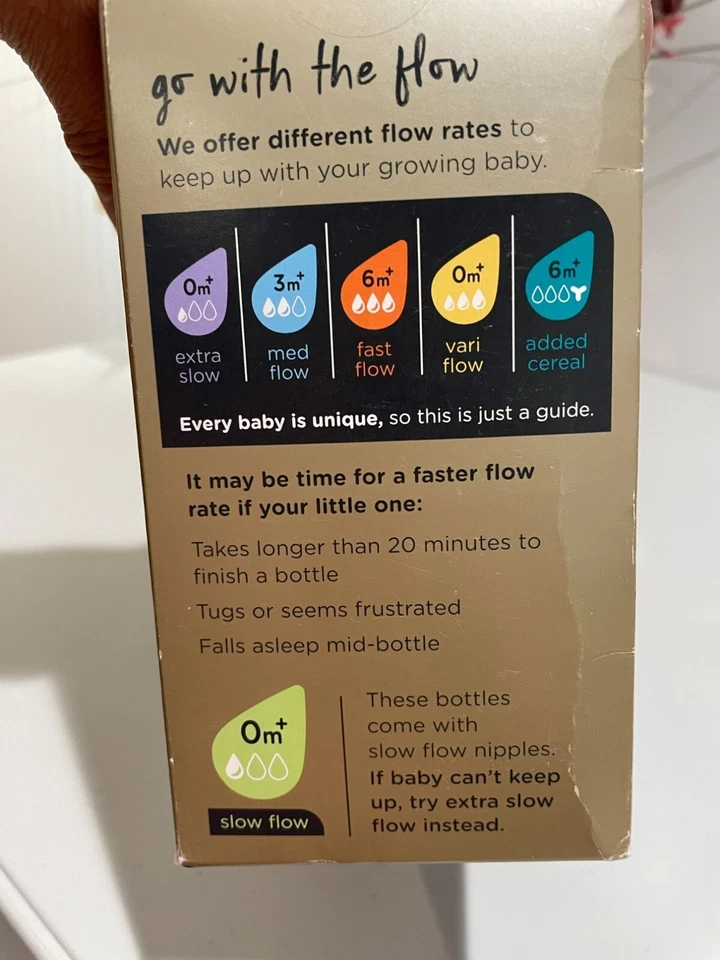 go with the flow
We offer different flow rates to
keep up with your growing baby.
0m+
extra
slow
3m+
med
flow
6m+
fast
flow
0m+
vari
flow
6m+
added
cereal
Every baby is unique, so this is just a guide.
It may be time for a faster flow
rate if your little one:
Takes longer than 20 minutes to
finish a bottle
Tugs or seems frustrated
Falls asleep mid-bottle
0m+
slow flow
These bottles
come with
slow flow nipples.
If baby can't keep
up, try extra slow
flow instead.